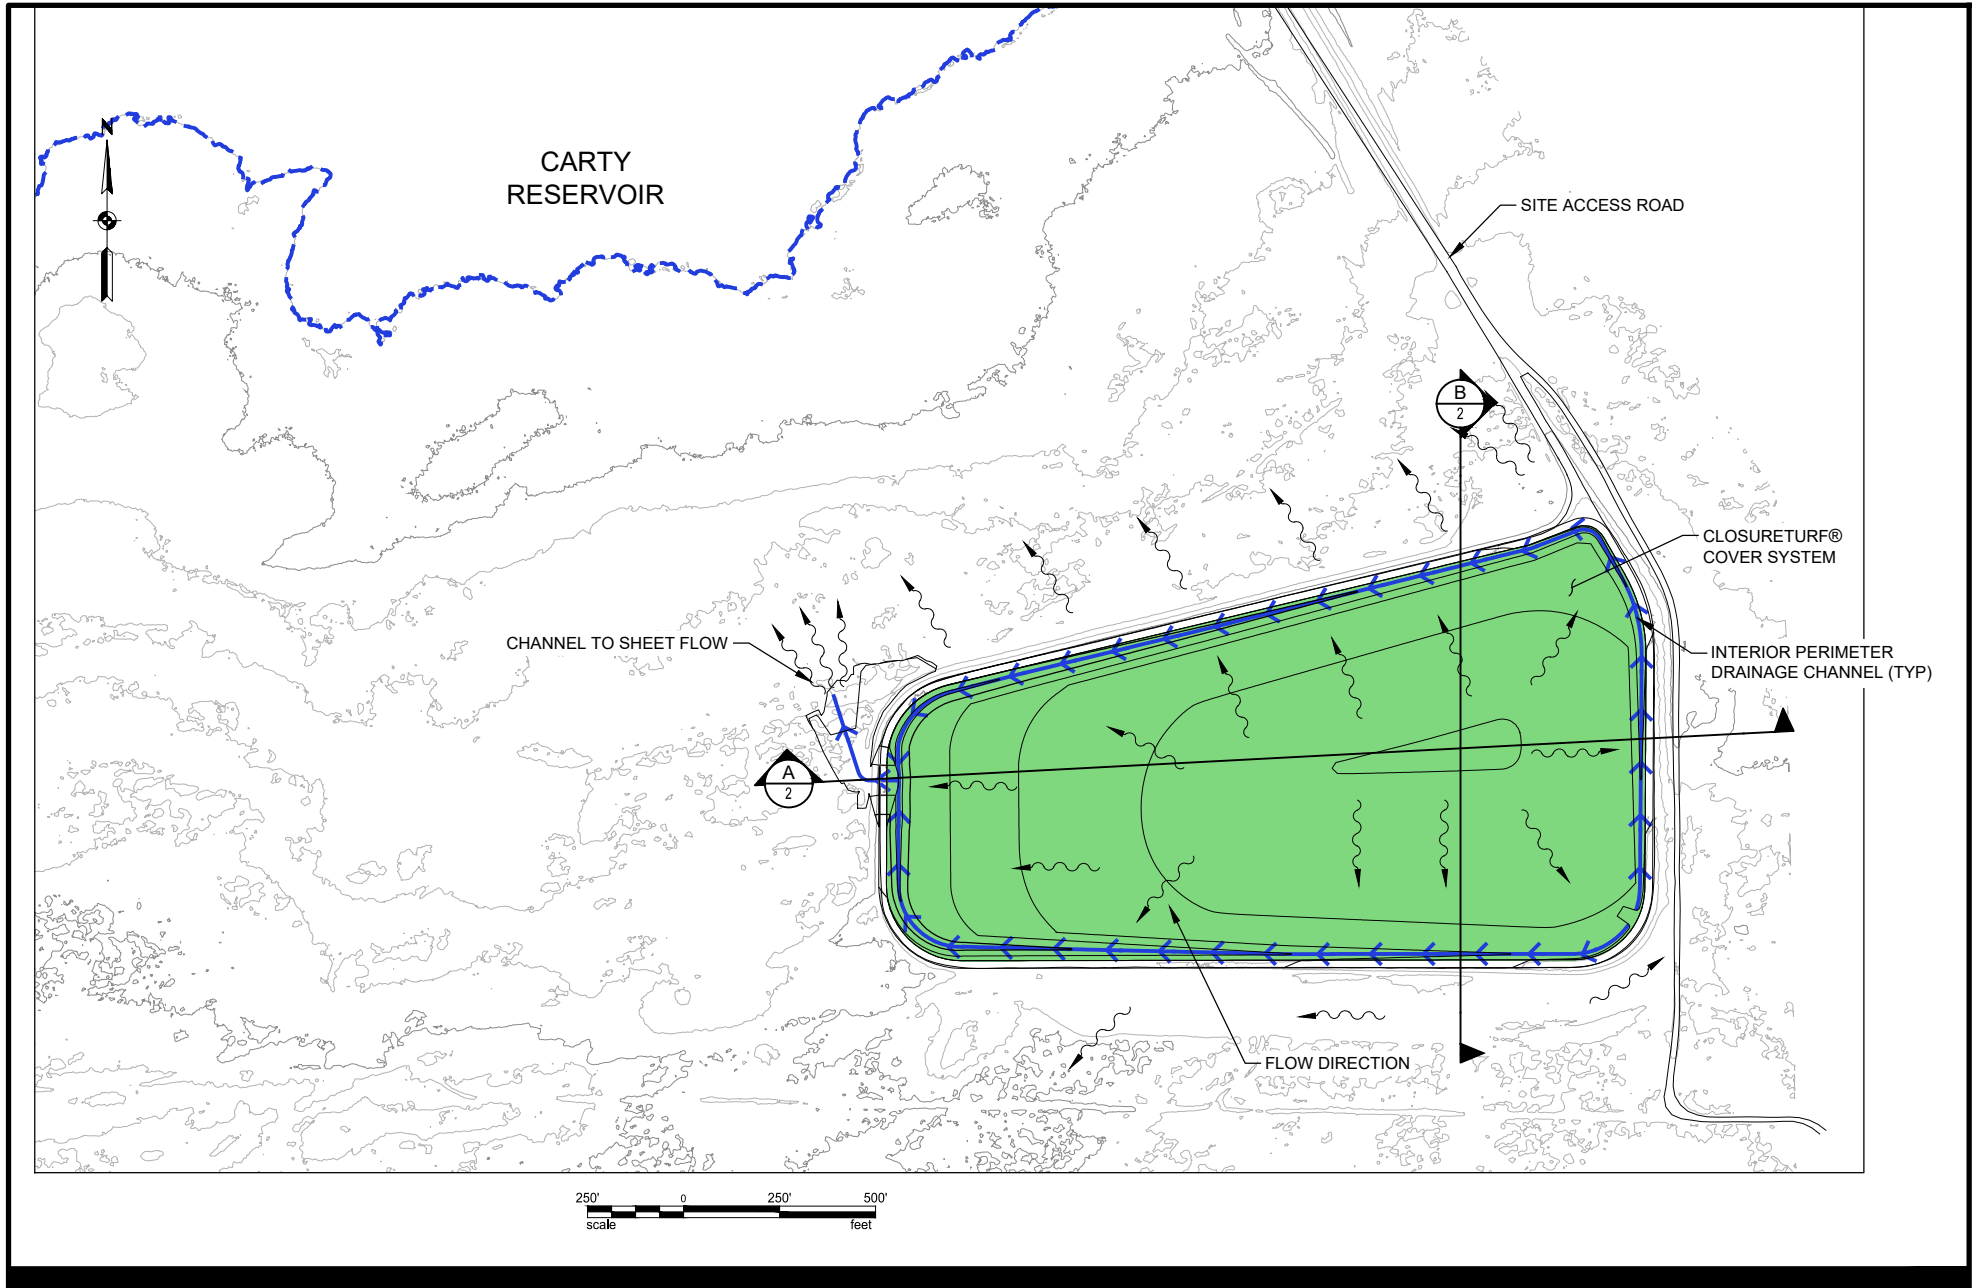 N
CARTY
RESERVOIR
SITE ACCESS ROAD
B
2
CLOSURETURF®
COVER SYSTEM
CHANNEL TO SHEET FLOW
INTERIOR PERIMETER
DRAINAGE CHANNEL (TYP)
A
2
FLOW DIRECTION
250' 0 250' 500'
scale feet